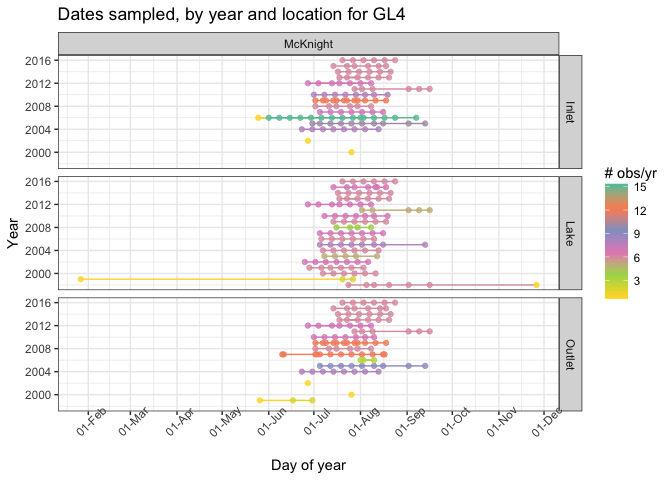 Dates sampled, by year and location for GL4
McKnight
2016
2012
2008
2004
2000
Inlet
2016
2012
2008
2004
2000
Lake
2016
2012
2008
2004
2000
Outlet
Year
01-Feb
01-Mar
01-Apr
01-May
01-Jun
01-Jul
01-Aug
01-Sep
01-Oct
01-Nov
01-Dec
Day of year
# obs/yr
15
12
9
6
3